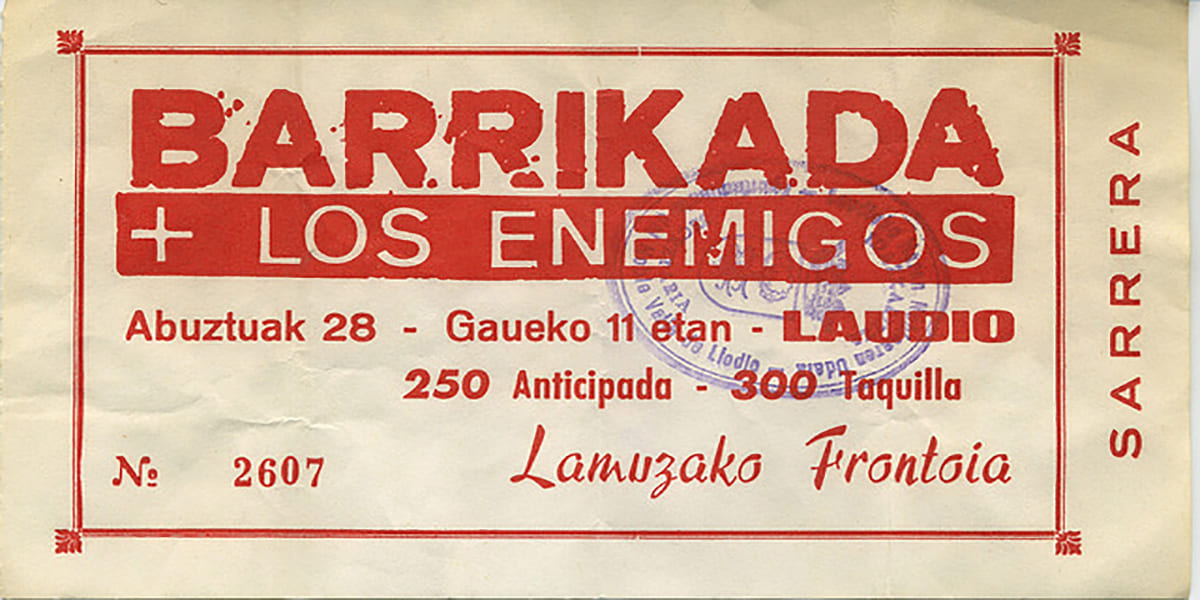 BARRIKADA
+ LOS ENEMIGOS
Abuztuak 28 - Gaueko 11 etan - LAUDIO
250 Anticipada - 300 Taquilla
Nº 2607
Lamuzako Frontoia
SARRERA